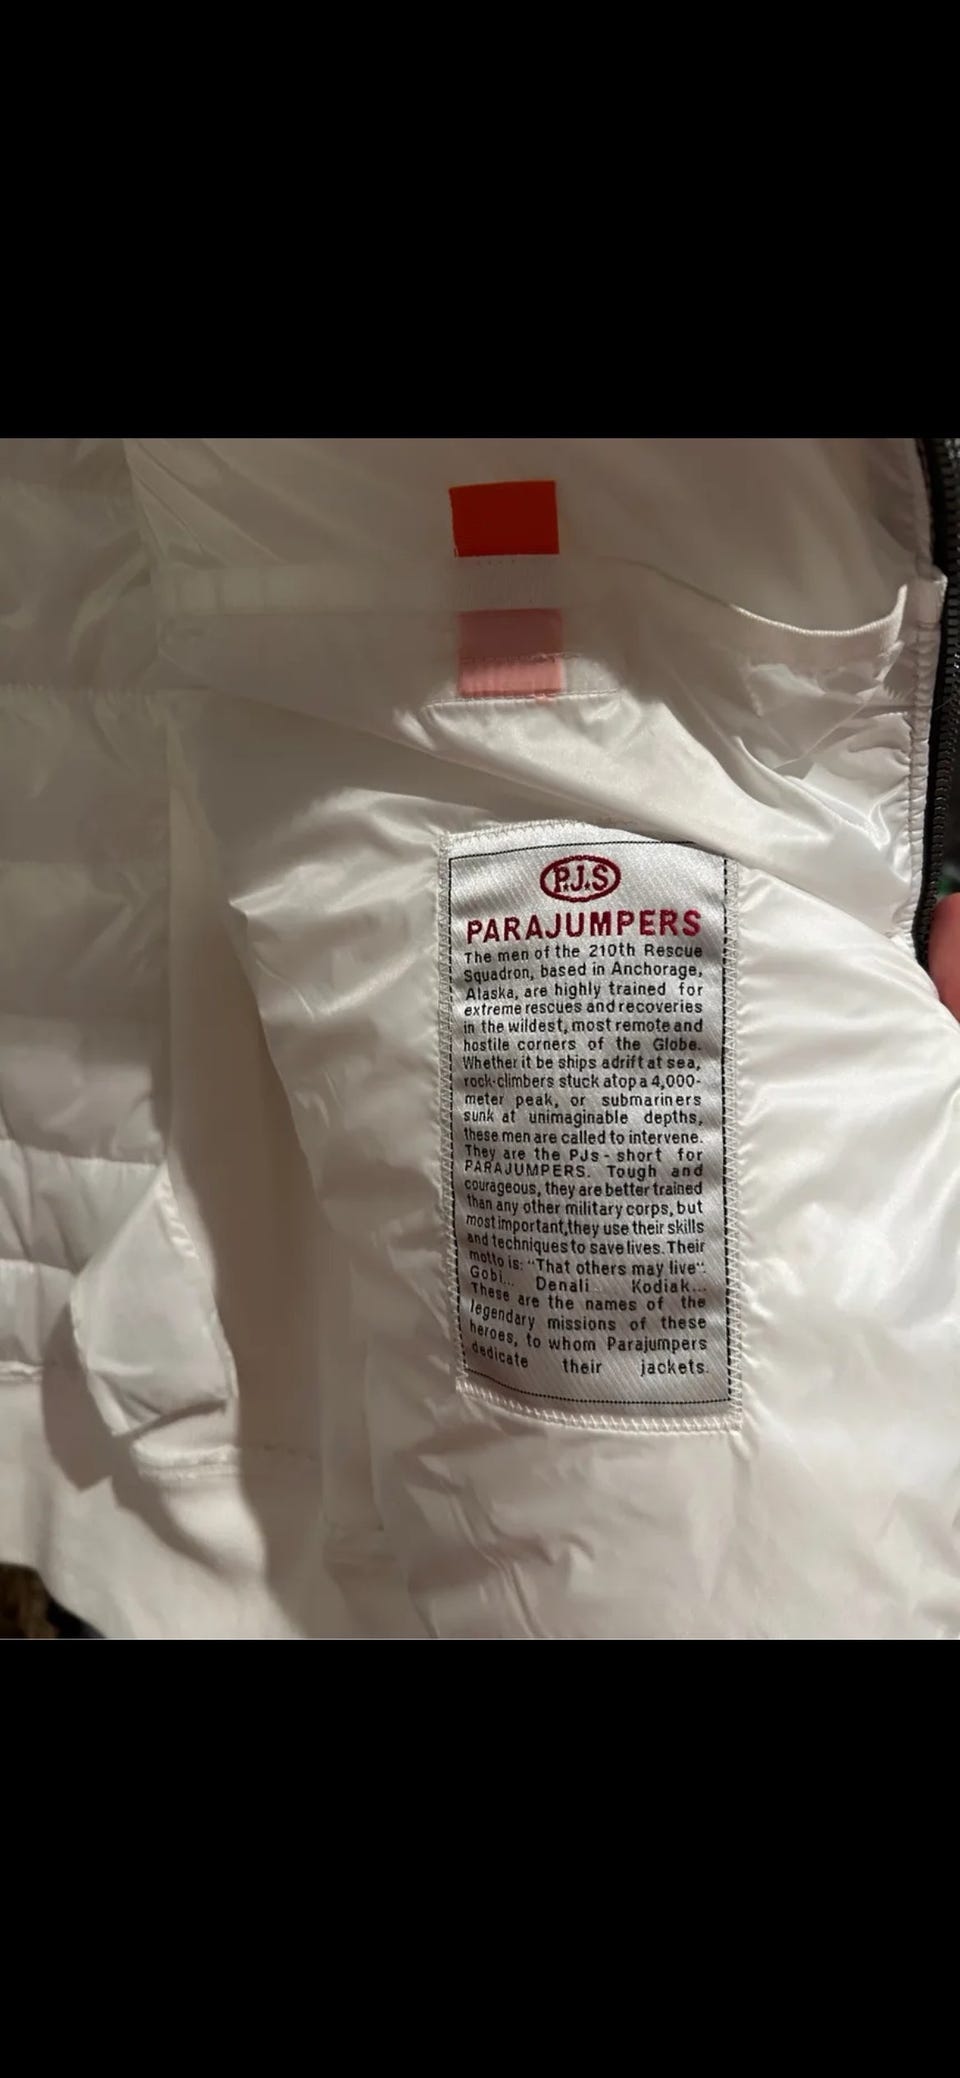 P.J.S
PARAJUMPERS
The men of the 210th Rescue
Squadron, based in Anchorage,
Alaska, are highly trained for
extreme rescues and recoveries
in the wildest, most remote and
hostile corners of the Globe.
Whether it be ships adrift at sea,
rock-climbers stuck atop a 4,000-
meter peak, or submariners
sunk at unimaginable depths,
these men are called to intervene.
They are the PJs - short for
PARAJUMPERS. Tough and
courageous, they are better trained
than any other military corps, but
most important, they use their skills
and techniques to save lives. Their
motto is: "That others may live".
Gobi... Denali... Kodiak...
These are the names of the
legendary missions of these
heroes, to whom Parajumpers
dedicate their jackets.